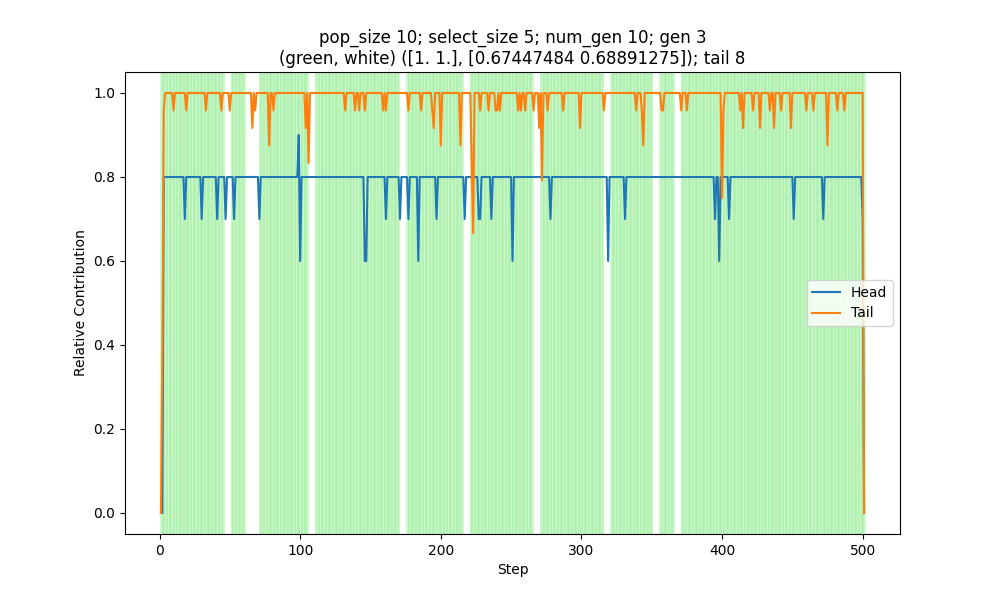 pop_size 10; select_size 5; num_gen 10; gen 3
(green, white) ([1. 1.], [0.67447484 0.68891275]); tail 8
Relative Contribution
1.0
0.8
0.6
0.4
0.2
0.0
Head
Tail
0
100
200
300
400
500
Step